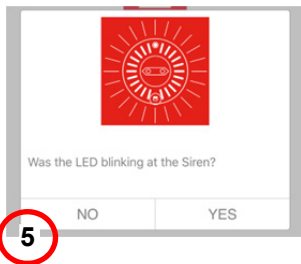 Was the LED blinking at the Siren?
NO YES
5